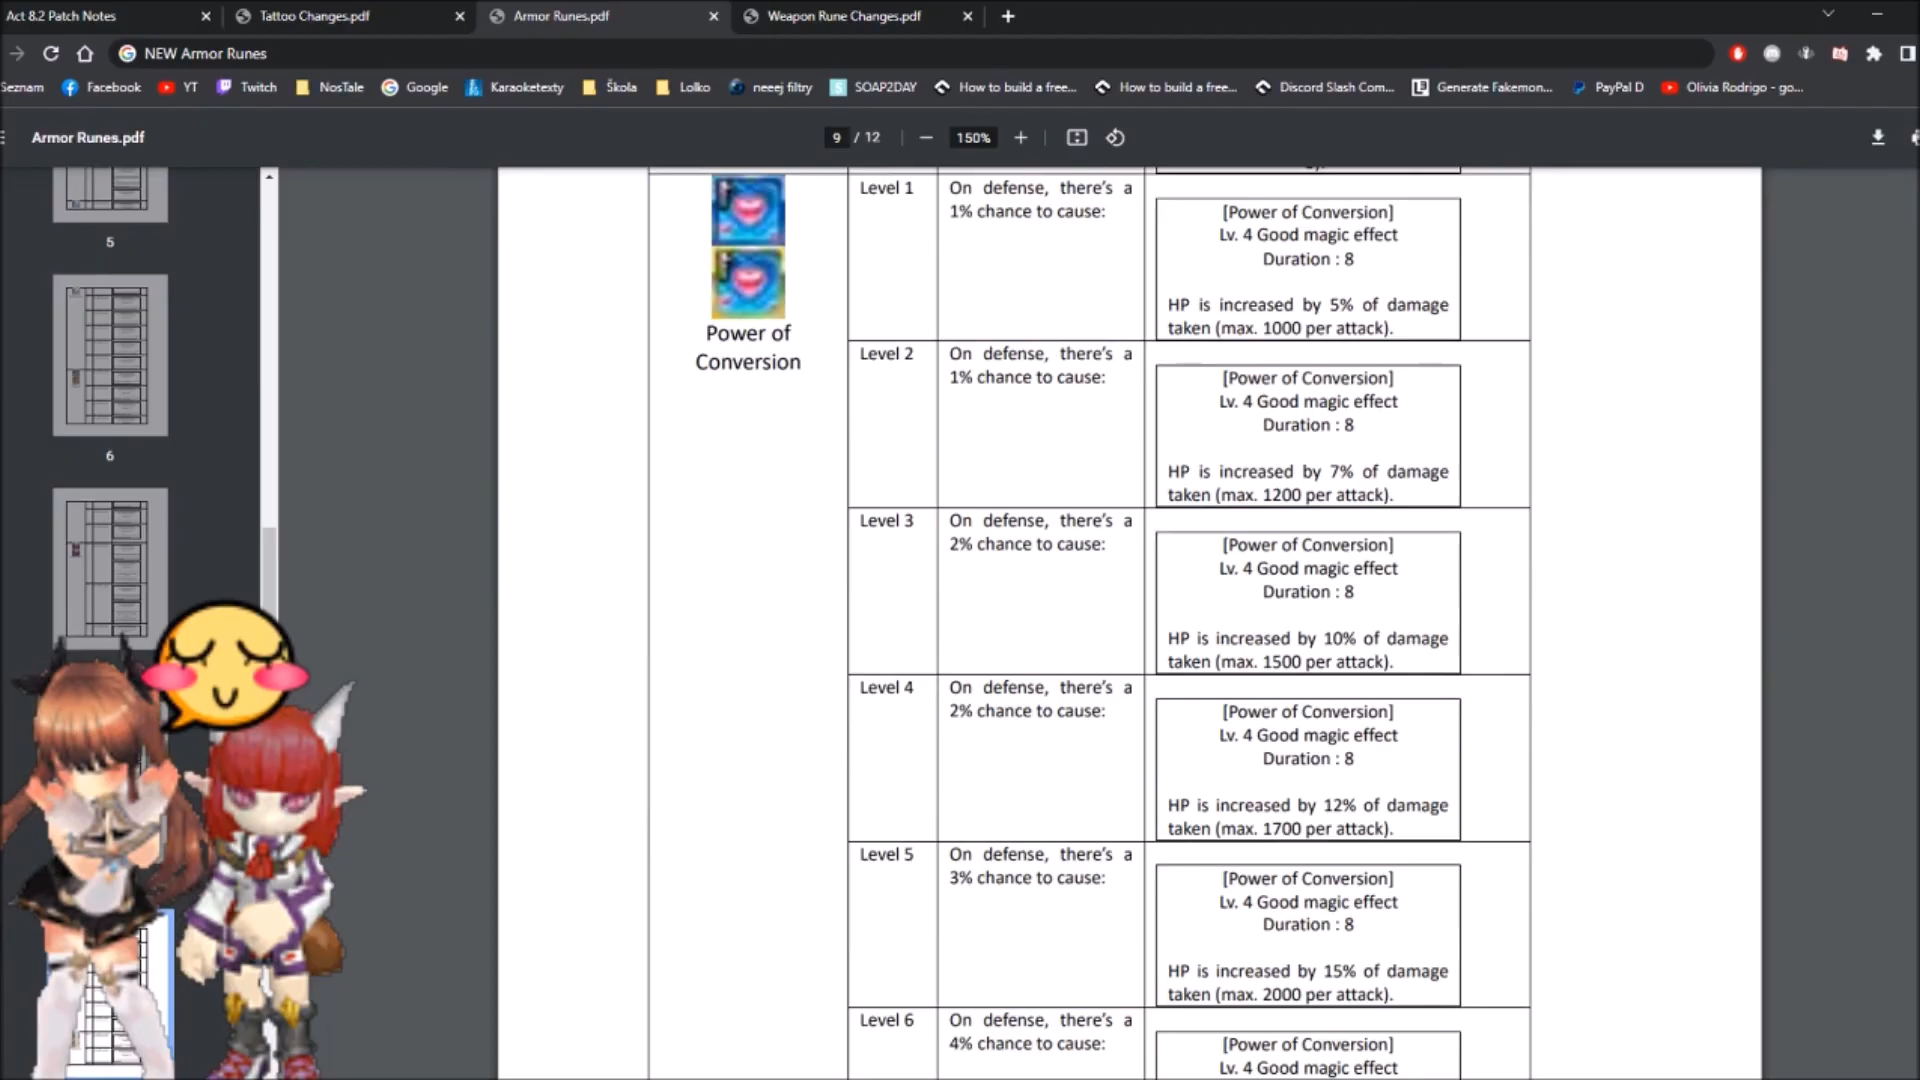 Act 8.2 Patch Notes
Tattoo Changes.pdf
Armor Runes.pdf
Weapon Rune Changes.pdf
NEW Armor Runes
Seznam
Facebook
YT
Twitch
NosTale
Google
Karaoketexty
Škola
Lolko
neeej filtry
SOAP2DAY
How to build a free...
How to build a free...
Discord Slash Com...
Generate Fakemon...
PayPal D
Olivia Rodrigo - go...
Armor Runes.pdf
9 / 12
150%
5
6
Power of
Conversion
Level 1
On defense, there's a
1% chance to cause:
[Power of Conversion]
Lv. 4 Good magic effect
Duration : 8
HP is increased by 5% of damage
taken (max. 1000 per attack).
Level 2
On defense, there's a
1% chance to cause:
[Power of Conversion]
Lv. 4 Good magic effect
Duration : 8
HP is increased by 7% of damage
taken (max. 1200 per attack).
Level 3
On defense, there's a
2% chance to cause:
[Power of Conversion]
Lv. 4 Good magic effect
Duration : 8
HP is increased by 10% of damage
taken (max. 1500 per attack).
Level 4
On defense, there's a
2% chance to cause:
[Power of Conversion]
Lv. 4 Good magic effect
Duration : 8
HP is increased by 12% of damage
taken (max. 1700 per attack).
Level 5
On defense, there's a
3% chance to cause:
[Power of Conversion]
Lv. 4 Good magic effect
Duration : 8
HP is increased by 15% of damage
taken (max. 2000 per attack).
Level 6
On defense, there's a
4% chance to cause:
[Power of Conversion]
Lv. 4 Good magic effect